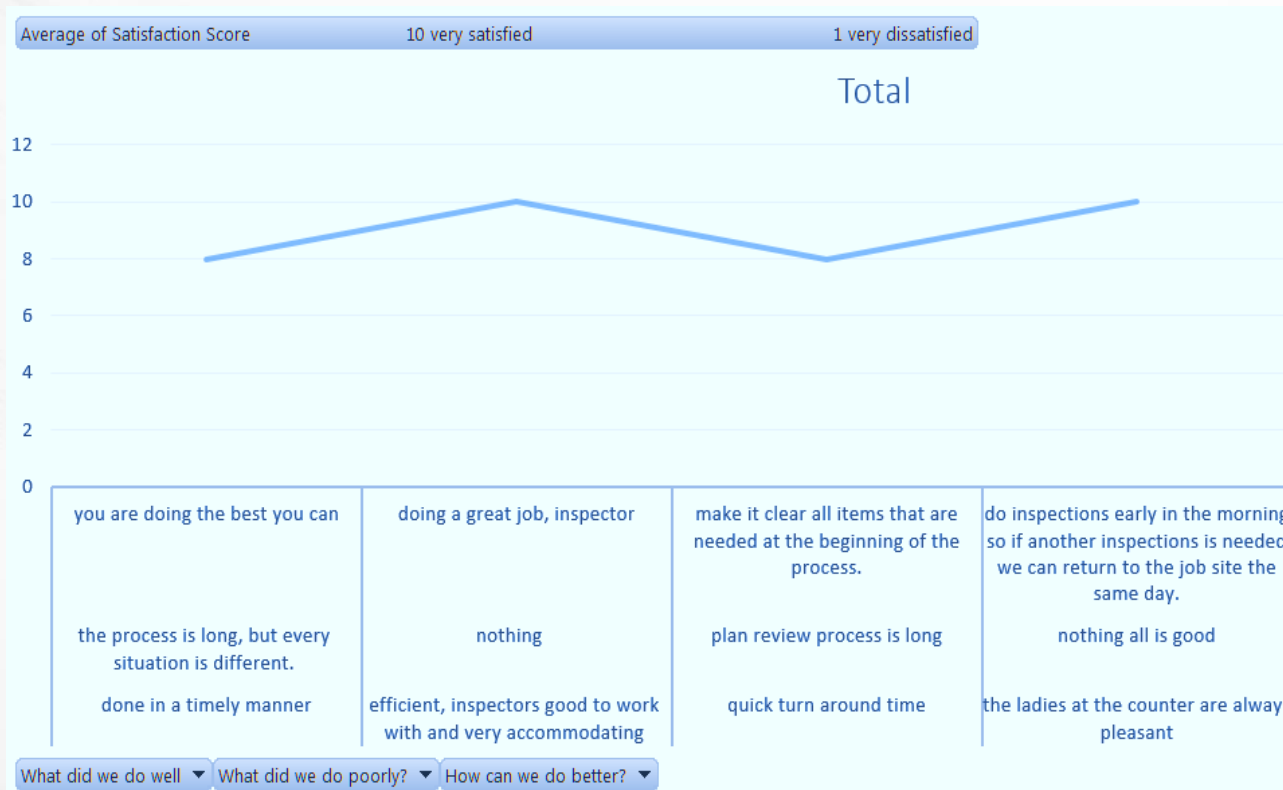 Average of Satisfaction Score 10 very satisfied 1 very dissatisfied
Total
12
10
8
6
4
2
0
you are doing the best you can
doing a great job, inspector
make it clear all items that are
needed at the beginning of the
process.
do inspections early in the morning
so if another inspections is needed
we can return to the job site the
same day.
the process is long, but every
situation is different.
nothing
plan review process is long
nothing all is good
done in a timely manner
efficient, inspectors good to work
with and very accommodating
quick turn around time
the ladies at the counter are alway
pleasant
What did we do well What did we do poorly? How can we do better?